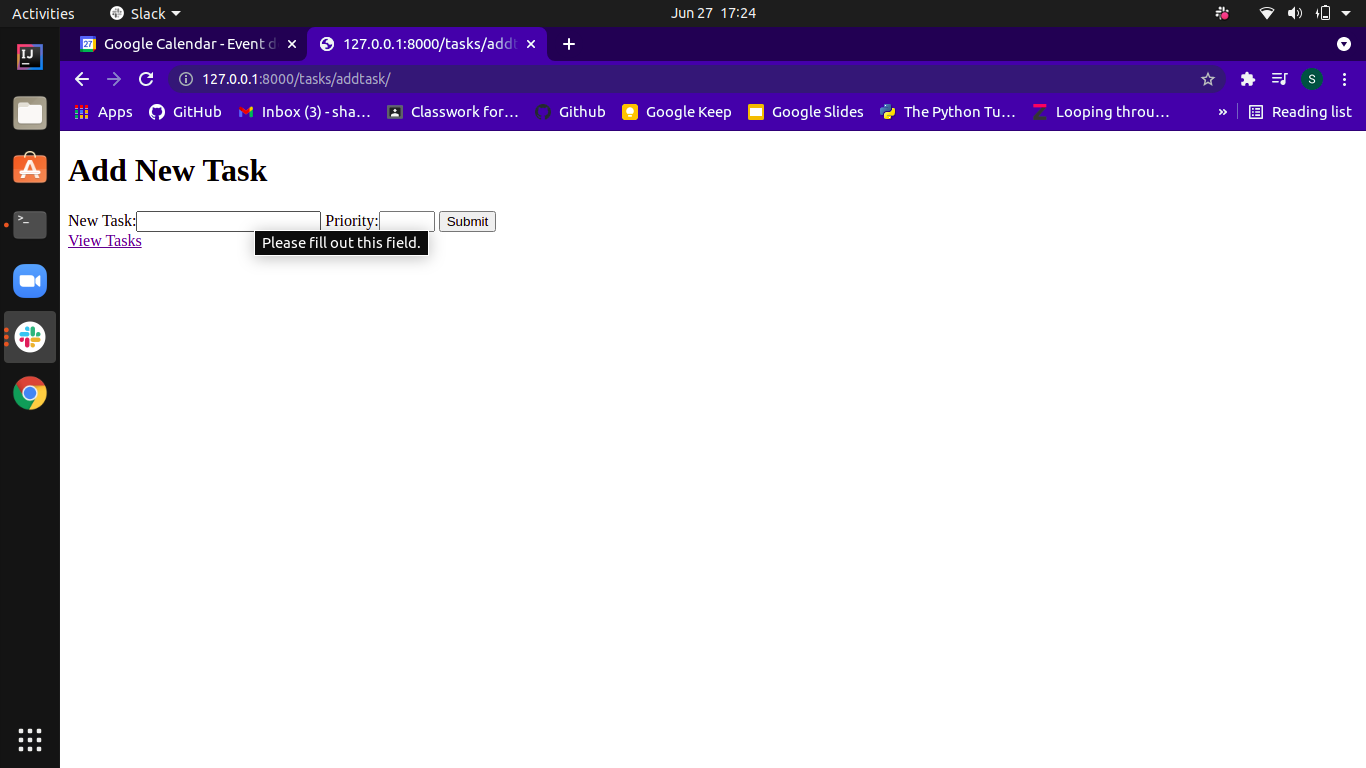 Activities Slack Jun 27 17:24
Google Calendar - Event d 127.0.0.1:8000/tasks/addt
127.0.0.1:8000/tasks/addtask/ S
Apps GitHub Inbox (3) - sha… Classwork for… Github Google Keep Google Slides The Python Tu… Looping throu… » Reading list
Add New Task
New Task: Priority: Submit
View Tasks Please fill out this field.